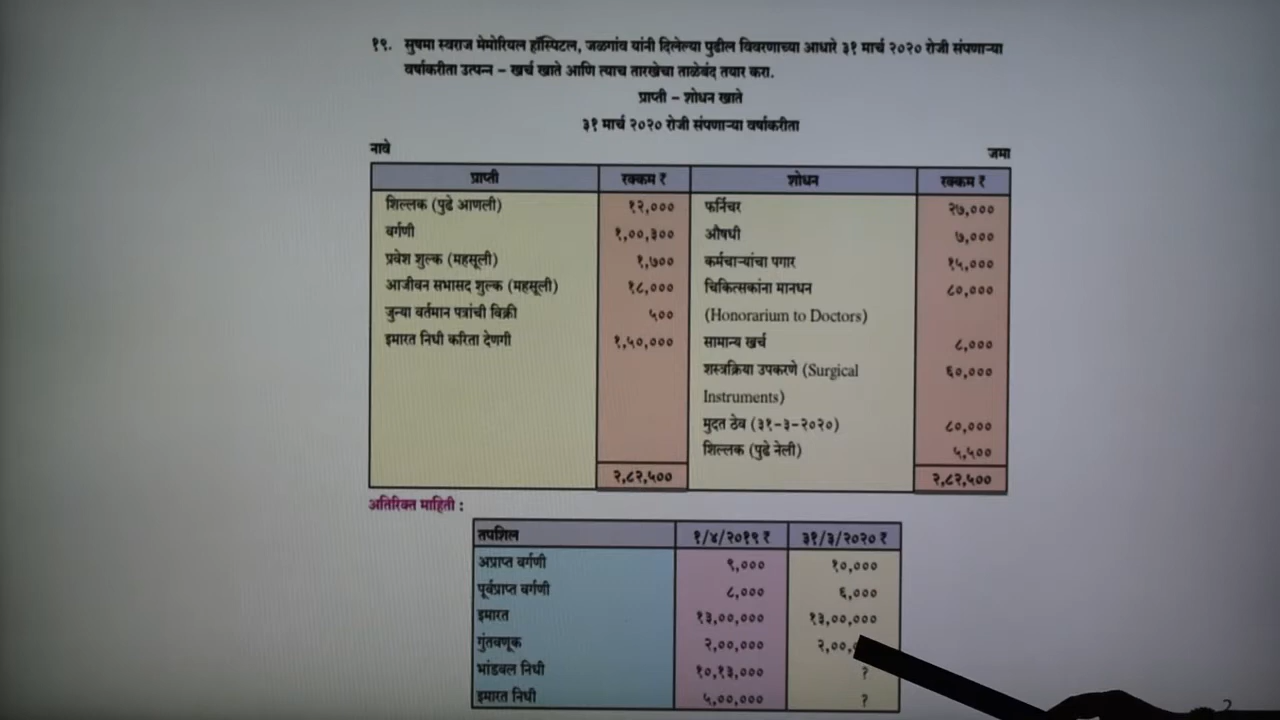 १९. सुषमा स्वराज मेमोरियल हॉस्पिटल, जळगांव यांनी दिलेल्या पुढील विवरणाच्या आधारे ३१ मार्च २०२० रोजी संपणाऱ्या
वर्षाकरीता उत्पन्न – खर्च खाते आणि त्याच तारखेचा ताळेबंद तयार करा.
प्राप्ती – शोधन खाते
३१ मार्च २०२० रोजी संपणाऱ्या वर्षाकरीता
नावे जमा
प्राप्ती रक्कम ₹ शोधन रक्कम ₹
शिल्लक (पुढे आणली) १२,००० फर्निचर २७,०००
वर्गणी १,००,३०० औषधी ७,०००
प्रवेश शुल्क (महसूली) १,७०० कर्मचाऱ्यांचा पगार १५,०००
आजीवन सभासद शुल्क (महसूली) १८,००० चिकित्सकांना मानधन ८०,०००
जुन्या वर्तमान पत्रांची विक्री ५०० (Honorarium to Doctors)
इमारत निधी करिता देणगी १,५०,००० सामान्य खर्च ८,०००
शस्त्रक्रिया उपकरणे (Surgical ६०,०००
Instruments)
मुदत ठेव (३१-३-२०२०) ८०,०००
शिल्लक (पुढे नेली) ५,५००
२,८२,५०० २,८२,५००
अतिरिक्त माहिती :
तपशिल १/४/२०१९ ₹ ३१/३/२०२० ₹
अप्राप्त वर्गणी ९,००० १०,०००
पूर्वप्राप्त वर्गणी ८,००० ६,०००
इमारत १३,००,००० १३,००,०००
गुंतवणूक २,००,०००
भांडवल निधी १०,१३,००० ?
इमारत निधी ५,००,००० ?